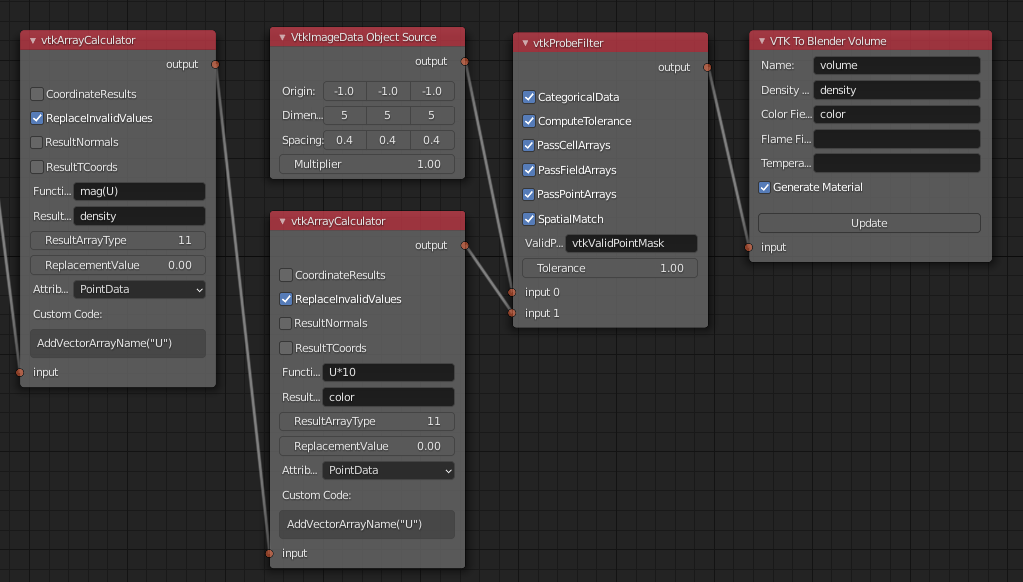 vtkArrayCalculator
output
CoordinateResults
ReplaceInvalidValues
ResultNormals
ResultTCoords
Functi... mag(U)
Result... density
ResultArrayType 11
ReplacementValue 0.00
Attrib... PointData
Custom Code:
AddVectorArrayName("U")
input
VtkImageData Object Source
output
Origin: -1.0 -1.0 -1.0
Dimen... 5 5 5
Spacing: 0.4 0.4 0.4
Multiplier 1.00
vtkArrayCalculator
output
CoordinateResults
ReplaceInvalidValues
ResultNormals
ResultTCoords
Functi... U*10
Result... color
ResultArrayType 11
ReplacementValue 0.00
Attrib... PointData
Custom Code:
AddVectorArrayName("U")
input
vtkProbeFilter
output
CategoricalData
ComputeTolerance
PassCellArrays
PassFieldArrays
PassPointArrays
SpatialMatch
ValidP... vtkValidPointMask
Tolerance 1.00
input 0
input 1
VTK To Blender Volume
Name: volume
Density ... density
Color Fie... color
Flame Fi...
Tempera...
Generate Material
Update
input